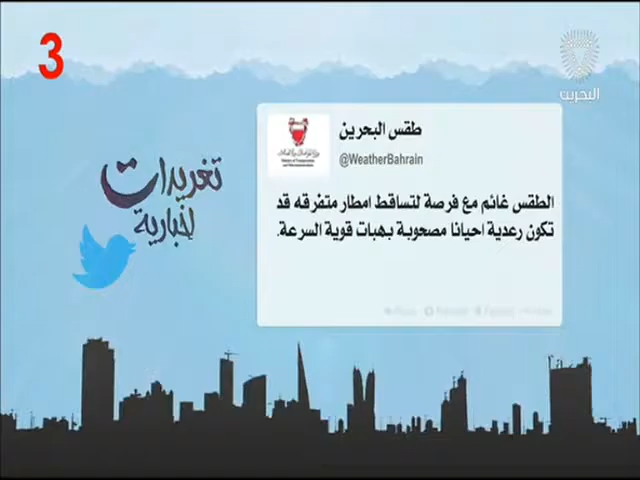 3
البحرين
تغريدات
إخبارية
طقس البحرين
@WeatherBahrain
الطقس غائم مع فرصة لتساقط امطار متفرقه قد
تكون رعدية احيانا مصحوبة بهبات قوية السرعة.